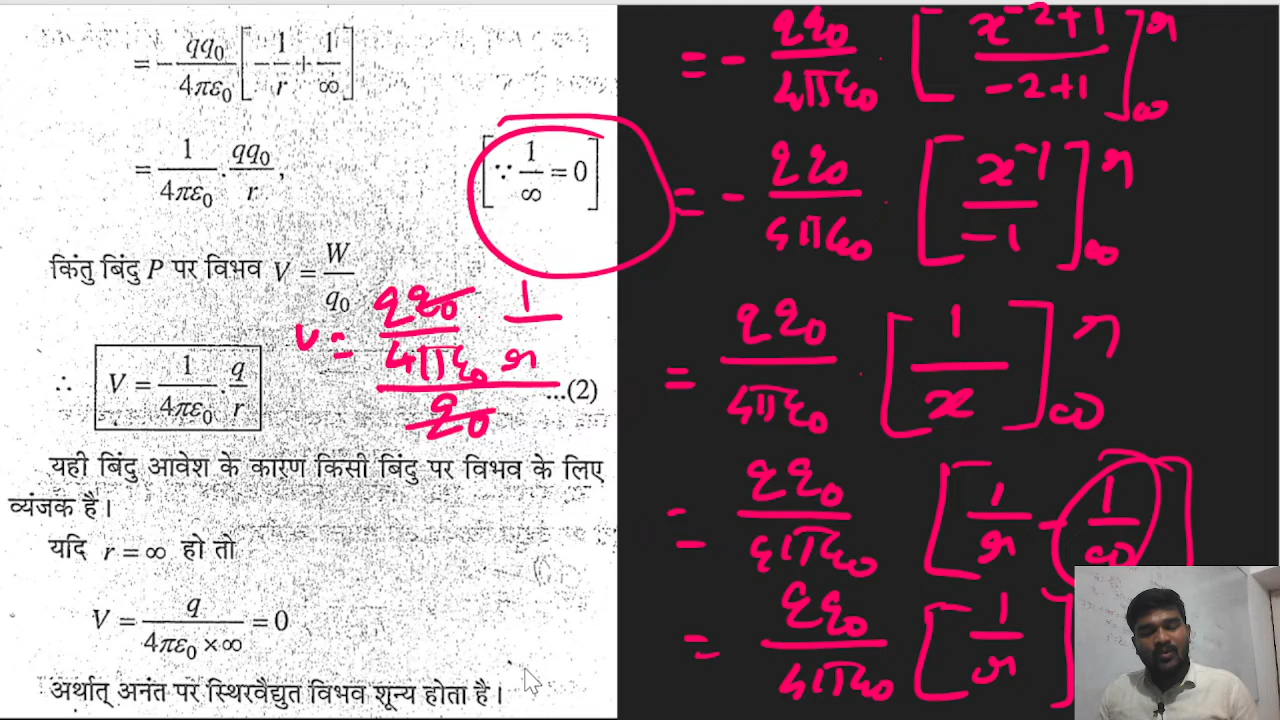 = - qq₀/4πε₀ [ - 1/r + 1/∞ ]
= 1/4πε₀ · qq₀/r , [ ∵ 1/∞ = 0 ]
किंतु बिंदु P पर विभव V = W/q₀
∴ V = 1/4πε₀ · q/r ...(2)
यही बिंदु आवेश के कारण किसी बिंदु पर विभव के लिए
व्यंजक है।
यदि r = ∞ हो तो
V = q/4πε₀ × ∞ = 0
अर्थात् अनंत पर स्थिरवैद्युत विभव शून्य होता है।
V = (qq₀/4πε₀ · 1/r)/q₀
= - qq₀/4πε₀ · [ x⁻²⁺¹/-2+1 ]ʳ∞
= - qq₀/4πε₀ · [ x⁻¹/-1 ]ʳ∞
= qq₀/4πε₀ · [ 1/x ]ʳ∞
= qq₀/4πε₀ [ 1/r - 1/∞ ]
= qq₀/4πε₀ [ 1/r ]